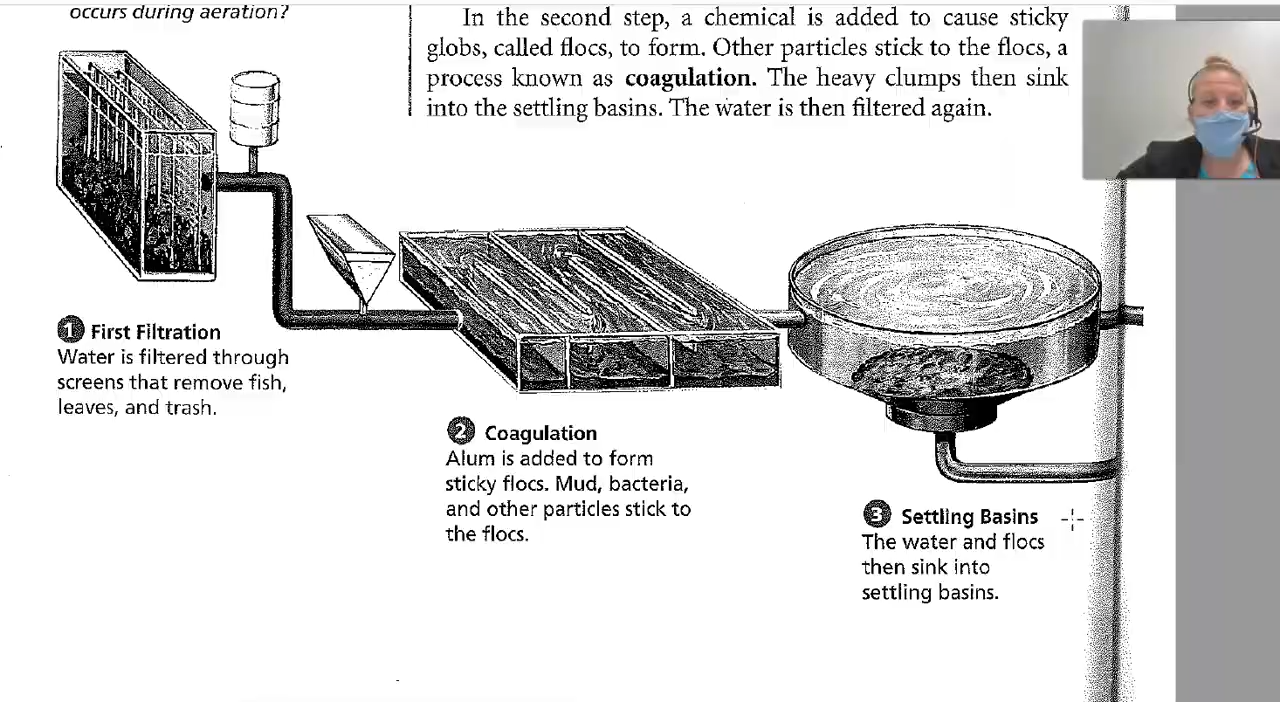 occurs during aeration?
In the second step, a chemical is added to cause sticky
globs, called flocs, to form. Other particles stick to the flocs, a
process known as coagulation. The heavy clumps then sink
into the settling basins. The water is then filtered again.
1 First Filtration
Water is filtered through
screens that remove fish,
leaves, and trash.
2 Coagulation
Alum is added to form
sticky flocs. Mud, bacteria,
and other particles stick to
the flocs.
3 Settling Basins
The water and flocs
then sink into
settling basins.